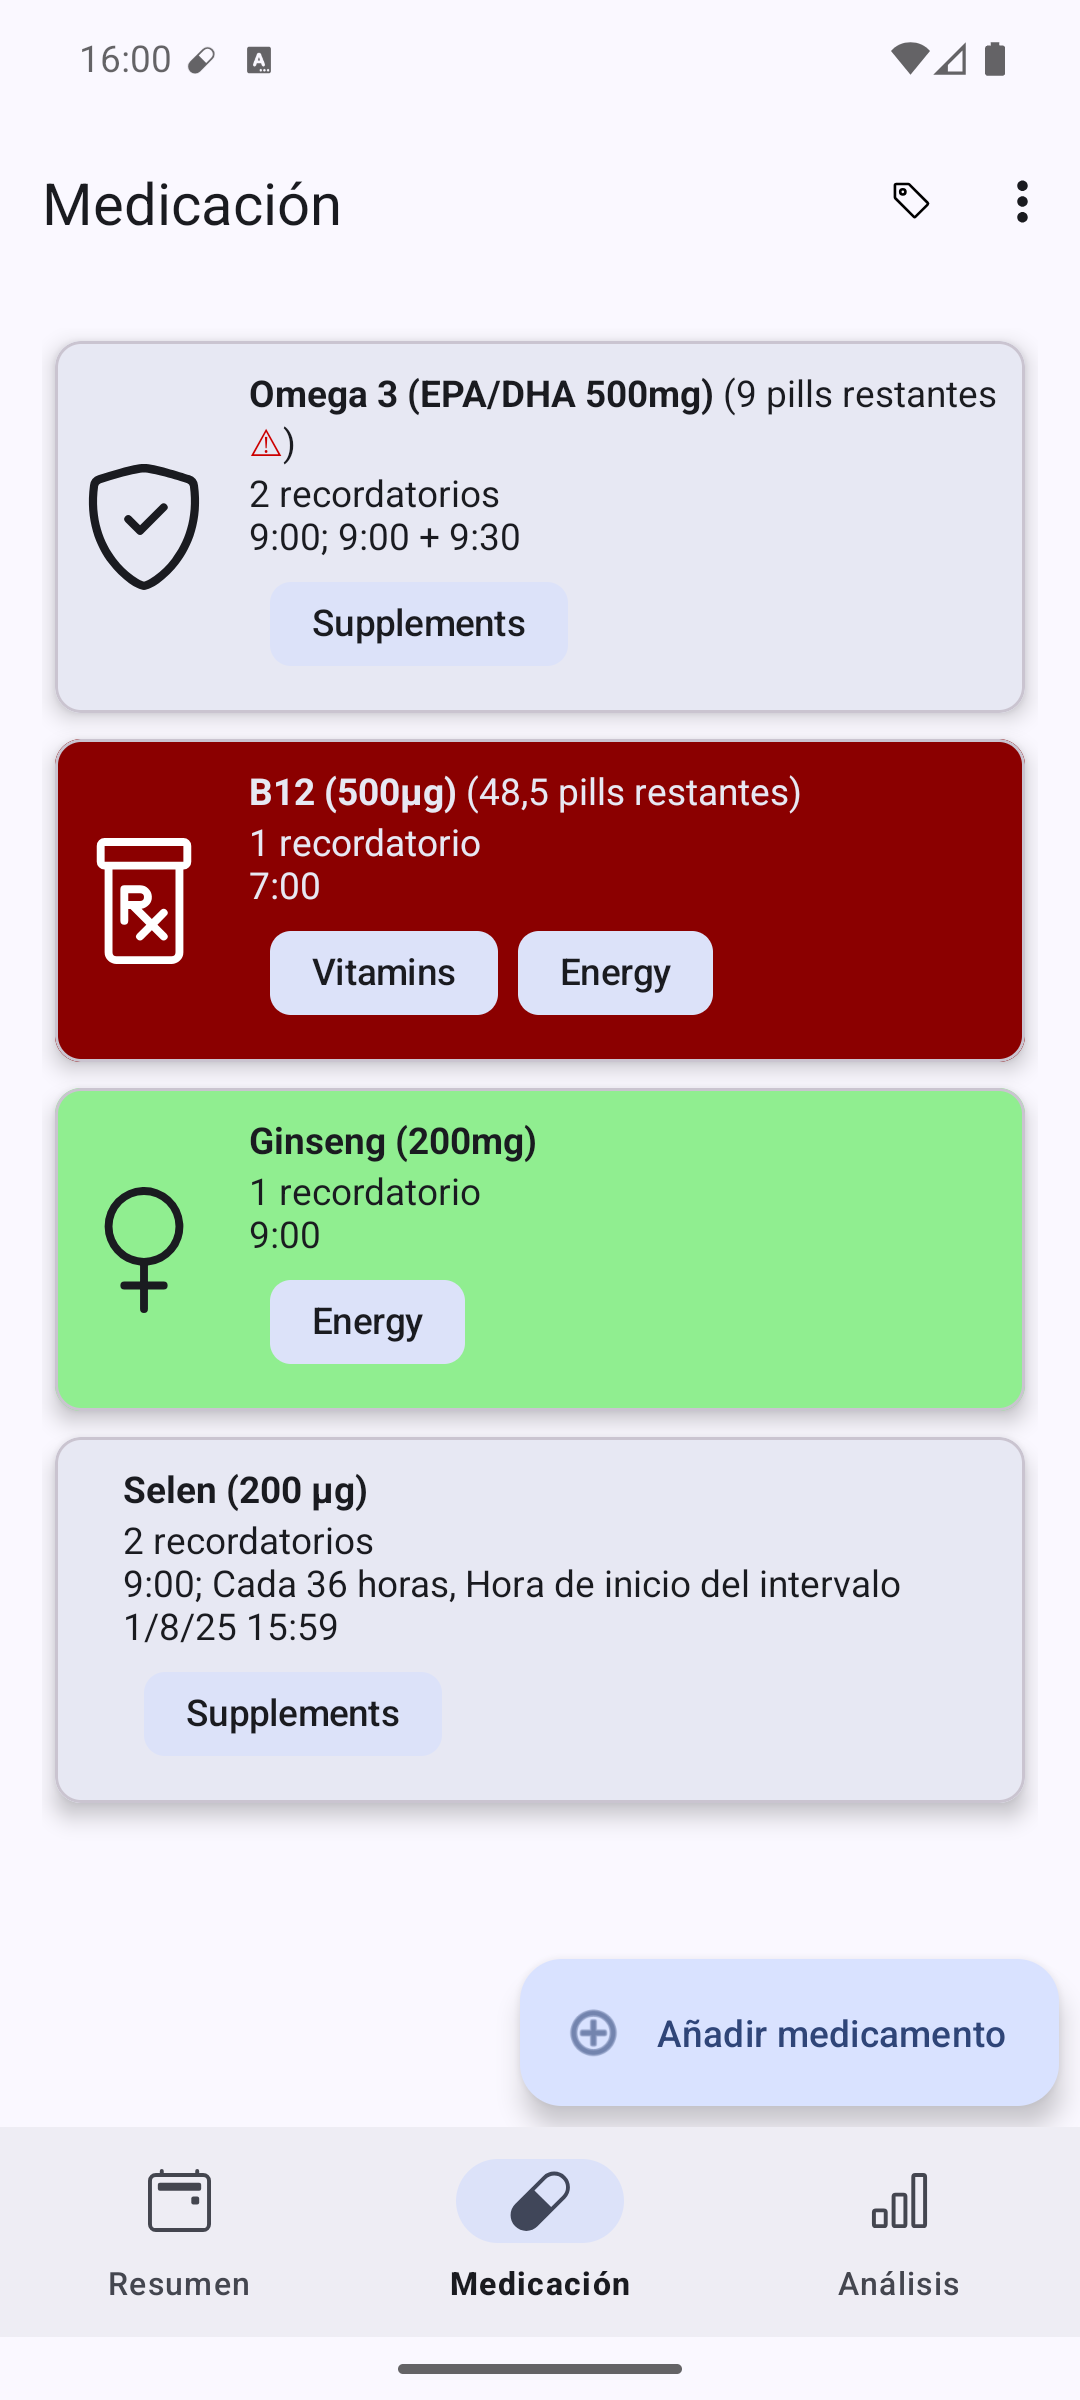 16:00
Medicación
Omega 3 (EPA/DHA 500mg) (9 pills restantes
⚠)
2 recordatorios
9:00; 9:00 + 9:30
Supplements
B12 (500µg) (48,5 pills restantes)
1 recordatorio
7:00
Vitamins Energy
Ginseng (200mg)
1 recordatorio
9:00
Energy
Selen (200 µg)
2 recordatorios
9:00; Cada 36 horas, Hora de inicio del intervalo
1/8/25 15:59
Supplements
Añadir medicamento
Resumen Medicación Análisis